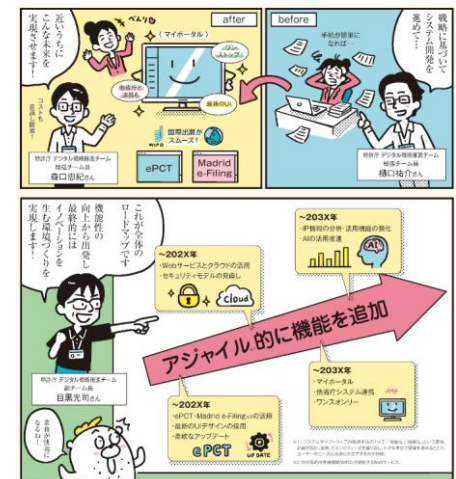 before
戦略に基づいて
システム開発を
進めて…
手続が簡単に
なれば…
特許庁 デジタル戦略推進チーム
総括チーム員
樋口祐介さん
after
近いうちに
こんな未来を
実現させます!
べんり
(マイポータル)
ワン
ストップ
他省庁と
連携も
最新のUI
国際出願が
スムーズ!
WIPO
ePCT
Madrid
e-Filing
特許庁 デジタル戦略推進チーム
総括チーム員
森口忠紀さん
これが全体の
ロードマップです
機能性の
向上から出発し
最終的には
イノベーションを
生む環境づくりを
実現します!
特許庁 デジタル戦略推進チーム
副チーム長
目黒光司さん
~202X年
・Webサービスとクラウドの活用
・セキュリティモデルの見直し
cloud
~203X年
・IP情報の分析・活用機能の強化
・AIの活用推進
AI
アジャイル的に機能を追加
~202X年
・ePCT・Madrid e-Filingの活用
・最新のUIデザインの採用
・柔軟なアップデート
ePCT
UP DATE
~203X年
・マイポータル
・他省庁システム連携
・ワンスオンリー